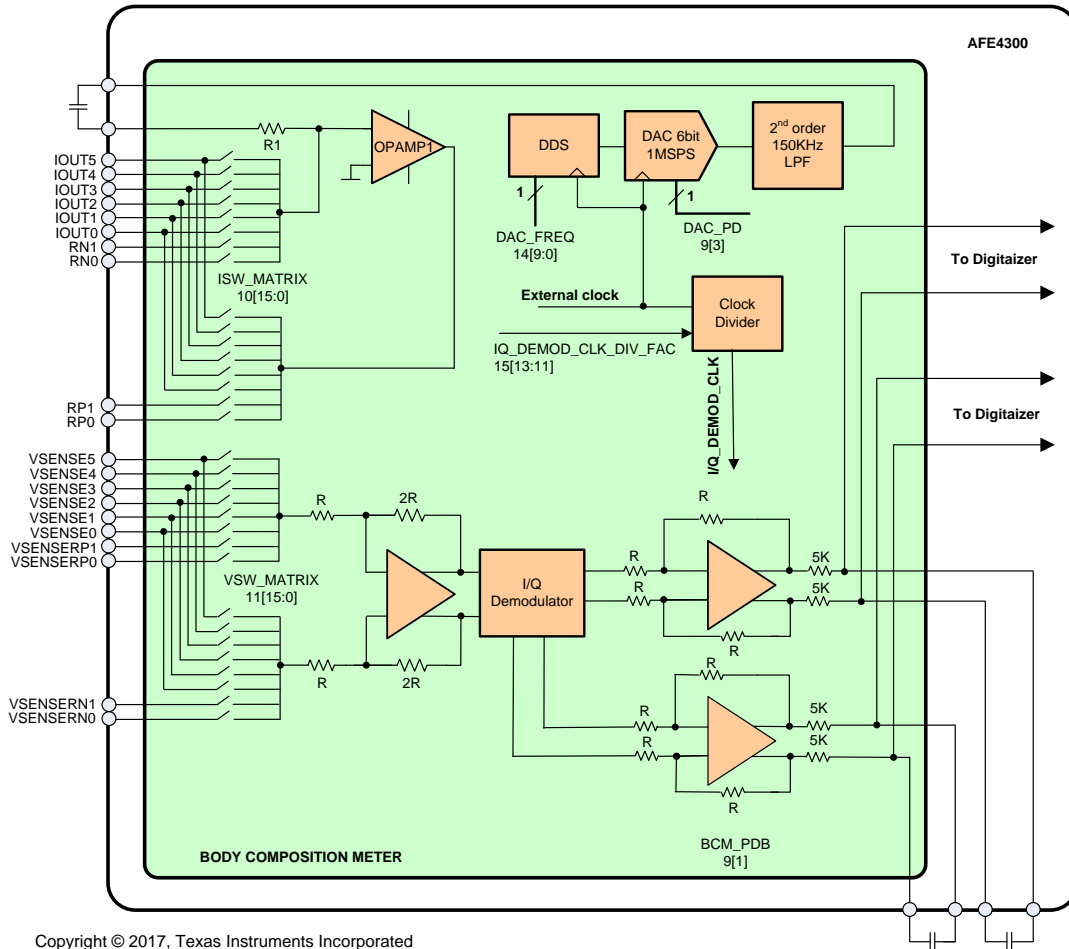 AFE4300
OPAMP1
R1
DDS
DAC 6bit
1MSPS
2nd order
150KHz
LPF
IOUT5
IOUT4
IOUT3
IOUT2
IOUT1
IOUT0
RN1
RN0
1
1
DAC_FREQ
14[9:0]
DAC_PD
9[3]
ISW_MATRIX
10[15:0]
External clock
Clock
Divider
To Digitaizer
IQ_DEMOD_CLK_DIV_FAC
15[13:11]
I/Q_DEMOD_CLK
To Digitaizer
RP1
RP0
VSENSE5
VSENSE4
VSENSE3
VSENSE2
VSENSE1
VSENSE0
VSENSERP1
VSENSERP0
R
2R
VSW_MATRIX
11[15:0]
R
2R
I/Q
Demodulator
R
R
R
R
5K
5K
VSENSERN1
VSENSERN0
R
R
R
R
5K
5K
BCM_PDB
9[1]
BODY COMPOSITION METER
Copyright © 2017, Texas Instruments Incorporated